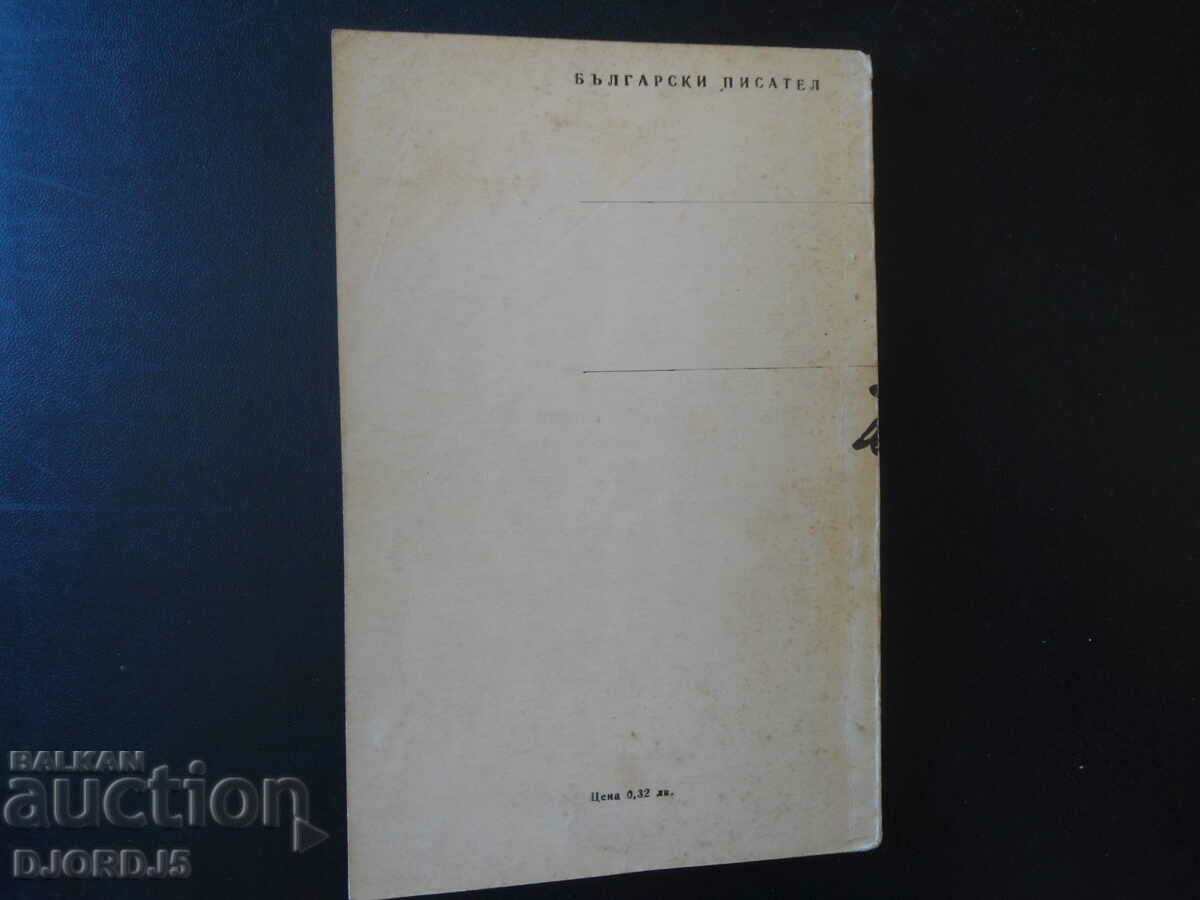 БЪЛГАРСКИ ПИСАТЕЛ
Цена 0,32 лв.
BALKAN
auction
DJORDJ5